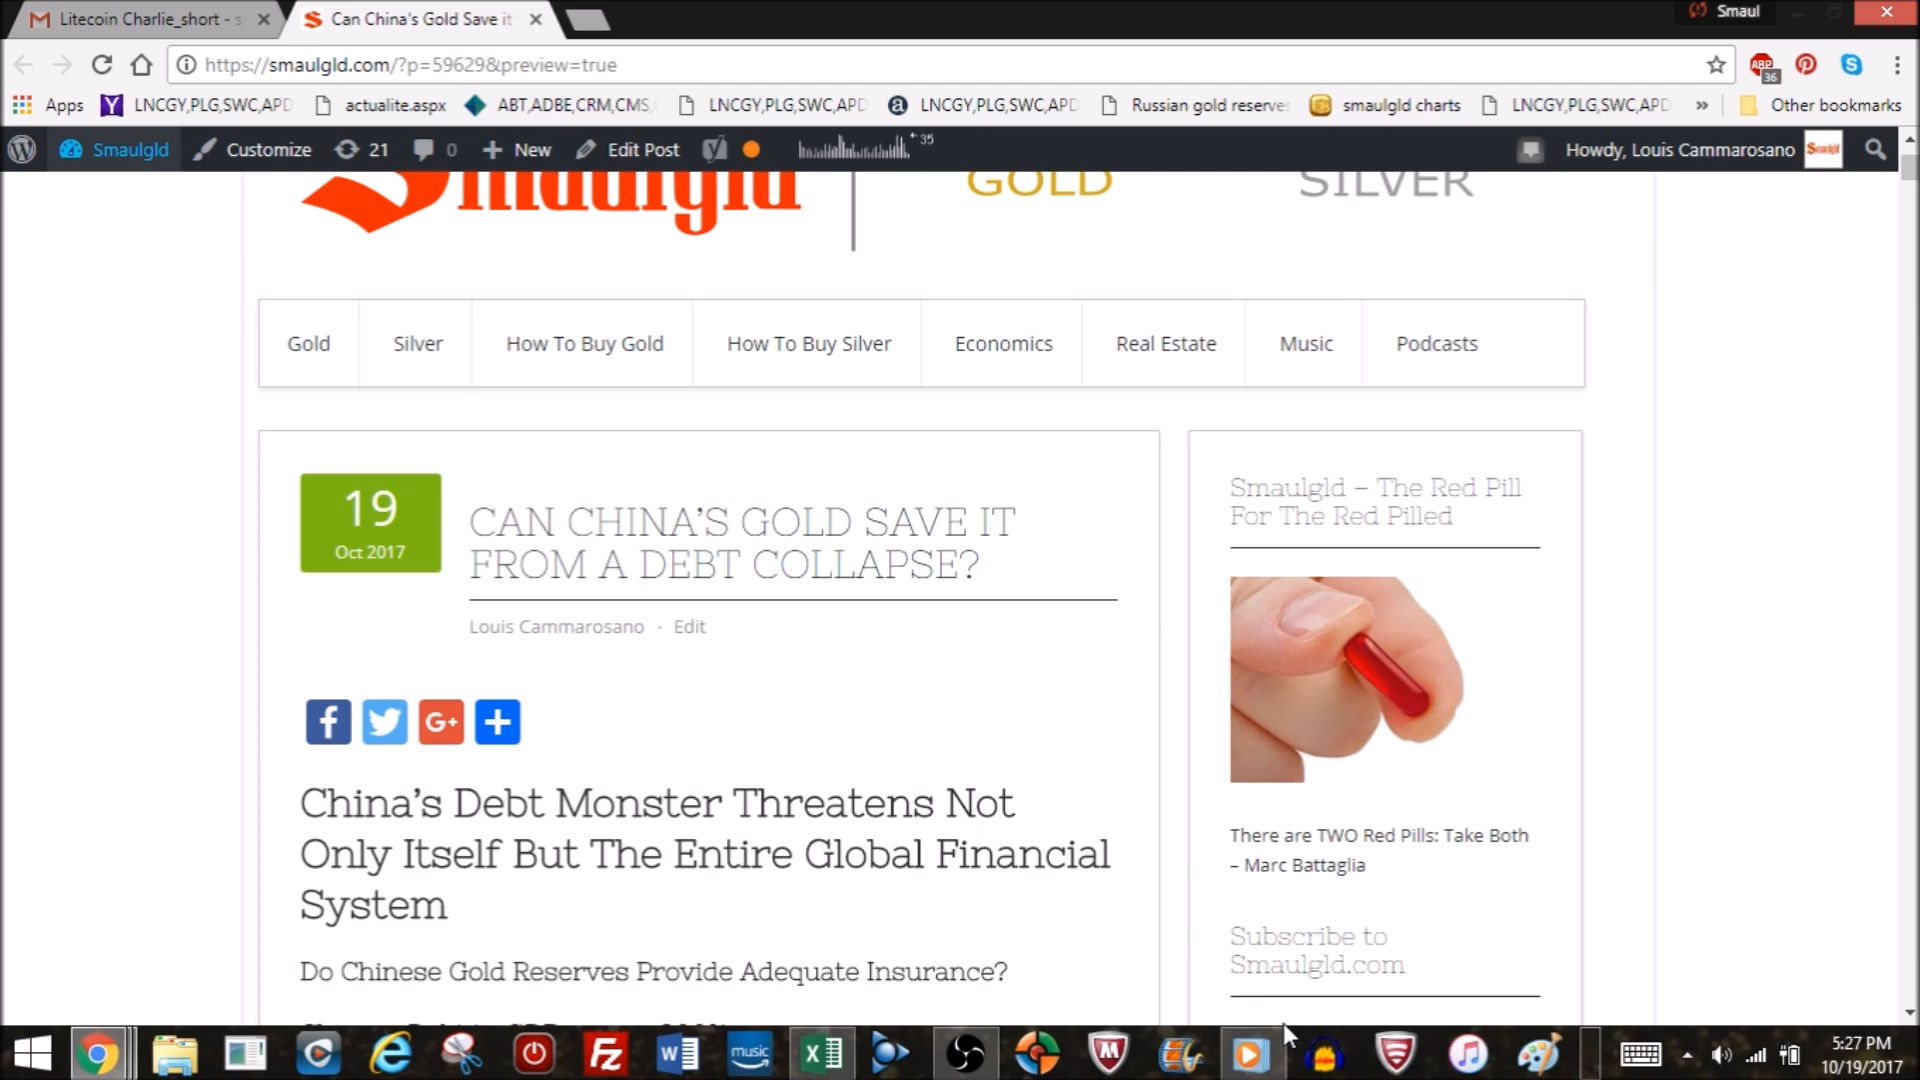 Litecoin Charlie_short - s
Can China's Gold Save it
Smaul
https://smaulgld.com/?p=59629&preview=true
ABP
36
Apps
LNCGY,PLG,SWC,APD
actualite.aspx
ABT,ADBE,CRM,CMS,
LNCGY,PLG,SWC,APD
LNCGY,PLG,SWC,APD
Russian gold reserves
smaulgld charts
LNCGY,PLG,SWC,APD
»
Other bookmarks
Smaulgld
Customize
21
0
New
Edit Post
35
Howdy, Louis Cammarosano
Smaulgld
Smaulgld
GOLD
SILVER
Gold
Silver
How To Buy Gold
How To Buy Silver
Economics
Real Estate
Music
Podcasts
19
Oct 2017
CAN CHINA'S GOLD SAVE IT
FROM A DEBT COLLAPSE?
Louis Cammarosano · Edit
G+
China's Debt Monster Threatens Not
Only Itself But The Entire Global Financial
System
Do Chinese Gold Reserves Provide Adequate Insurance?
Smaulgld – The Red Pill
For The Red Pilled
There are TWO Red Pills: Take Both
– Marc Battaglia
Subscribe to
Smaulgld.com
music
5:27 PM
10/19/2017